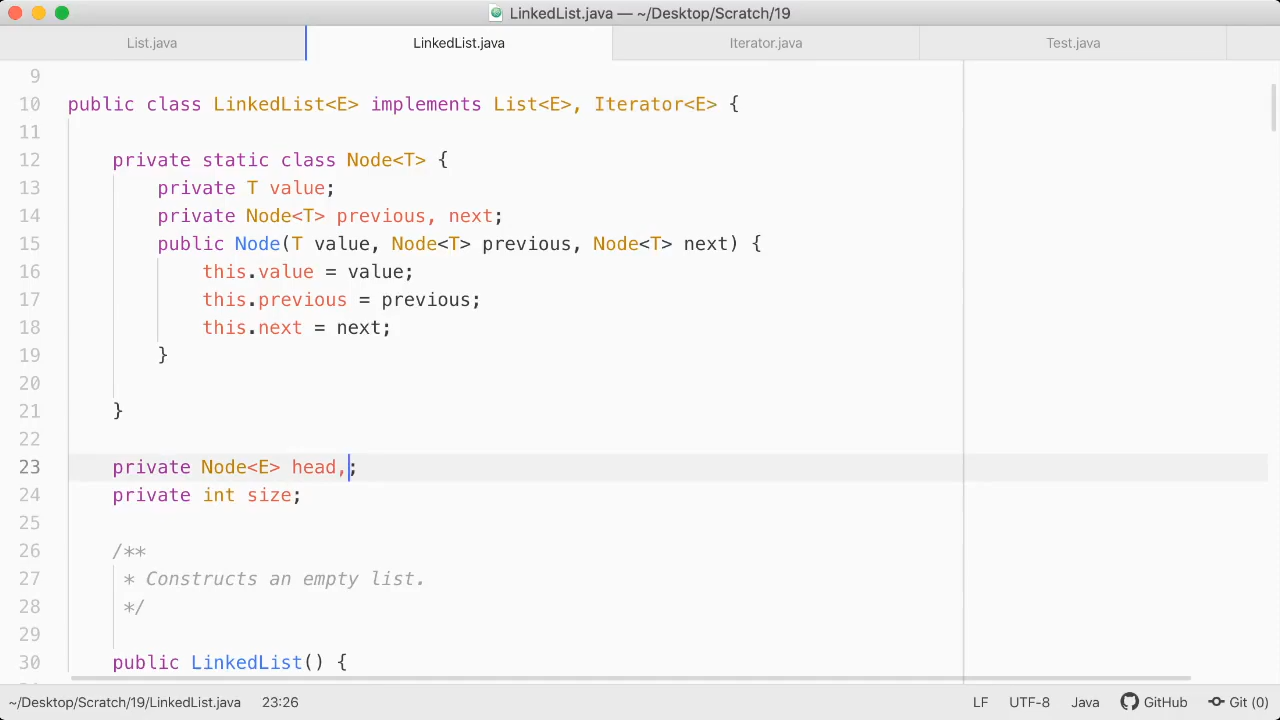 LinkedList.java — ~/Desktop/Scratch/19
List.java LinkedList.java Iterator.java Test.java
9
10 public class LinkedList<E> implements List<E>, Iterator<E> {
11
12 private static class Node<T> {
13 private T value;
14 private Node<T> previous, next;
15 public Node(T value, Node<T> previous, Node<T> next) {
16 this.value = value;
17 this.previous = previous;
18 this.next = next;
19 }
20
21 }
22
23 private Node<E> head,;
24 private int size;
25
26 /**
27 * Constructs an empty list.
28 */
29
30 public LinkedList() {
~/Desktop/Scratch/19/LinkedList.java 23:26 LF UTF-8 Java GitHub Git (0)